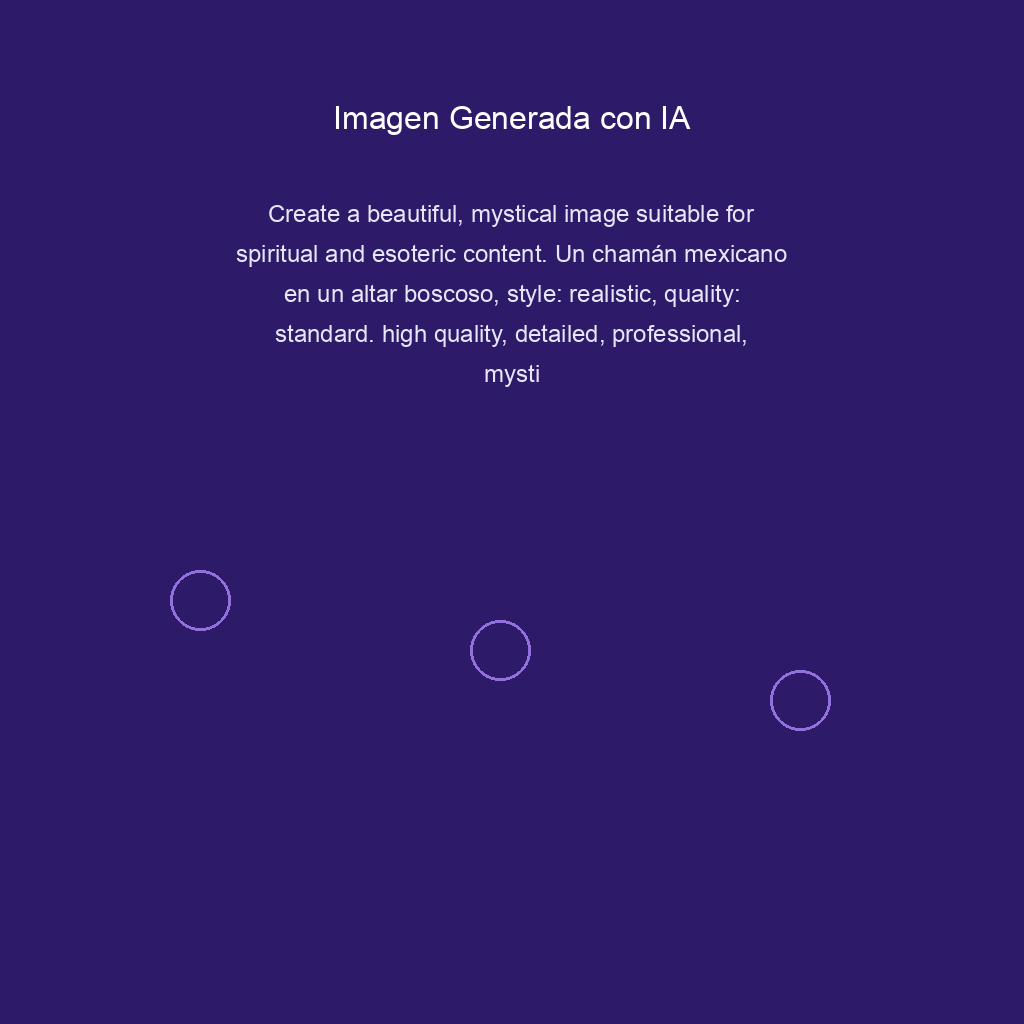 Imagen Generada con IA
Create a beautiful, mystical image suitable for
spiritual and esoteric content. Un chamán mexicano
en un altar boscoso, style: realistic, quality:
standard. high quality, detailed, professional,
mysti